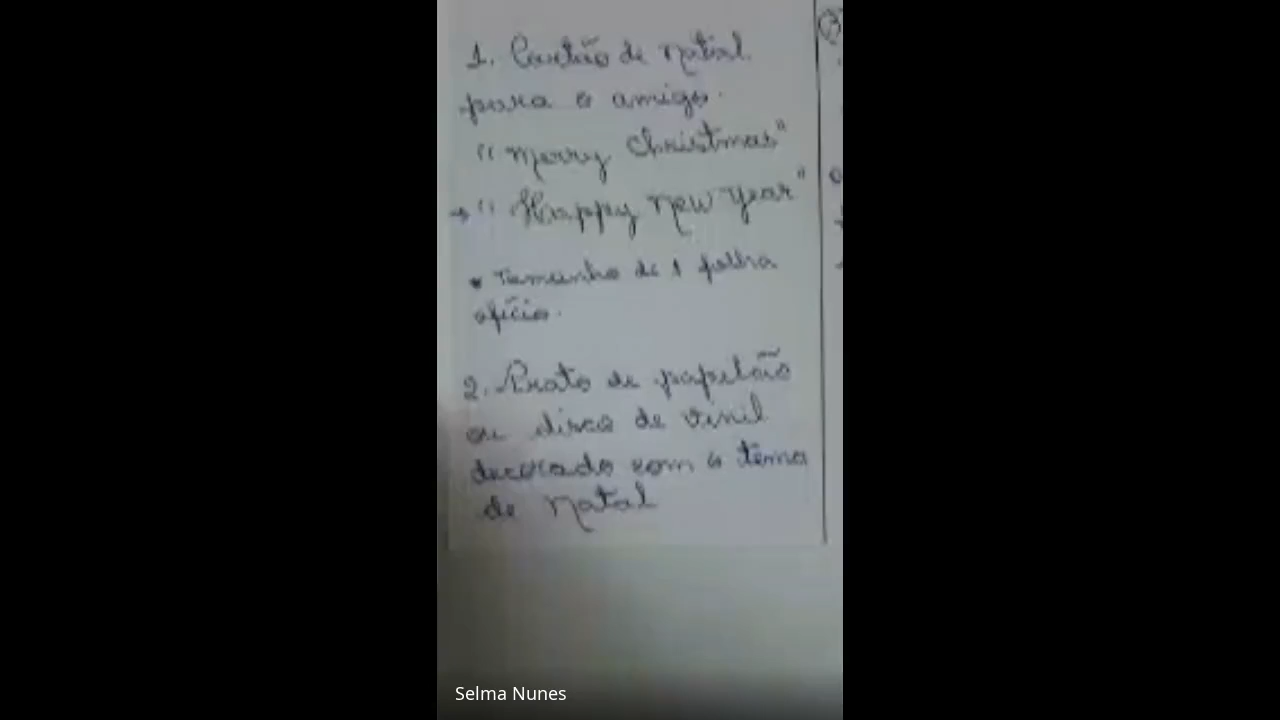 1. Cartão de Natal
para o amigo.
"Merry Christmas"
→ "Happy New Year"
* Tamanho de 1 folha
ofício.
2. Prato de papelão
ou disco de vinil
decorado com o tema
de Natal
Selma Nunes